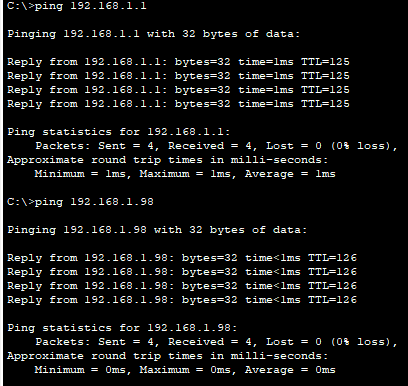 C:\>ping 192.168.1.1
Pinging 192.168.1.1 with 32 bytes of data:
Reply from 192.168.1.1: bytes=32 time=1ms TTL=125
Reply from 192.168.1.1: bytes=32 time=1ms TTL=125
Reply from 192.168.1.1: bytes=32 time=1ms TTL=125
Reply from 192.168.1.1: bytes=32 time=1ms TTL=125
Ping statistics for 192.168.1.1:
Packets: Sent = 4, Received = 4, Lost = 0 (0% loss),
Approximate round trip times in milli-seconds:
Minimum = 1ms, Maximum = 1ms, Average = 1ms
C:\>ping 192.168.1.98
Pinging 192.168.1.98 with 32 bytes of data:
Reply from 192.168.1.98: bytes=32 time<1ms TTL=126
Reply from 192.168.1.98: bytes=32 time<1ms TTL=126
Reply from 192.168.1.98: bytes=32 time<1ms TTL=126
Reply from 192.168.1.98: bytes=32 time<1ms TTL=126
Ping statistics for 192.168.1.98:
Packets: Sent = 4, Received = 4, Lost = 0 (0% loss),
Approximate round trip times in milli-seconds:
Minimum = 0ms, Maximum = 0ms, Average = 0ms